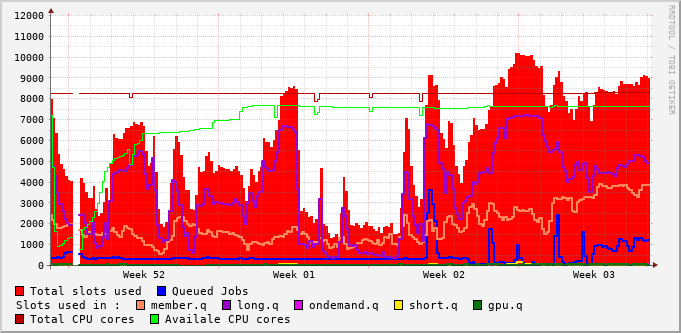 12000
11000
10000
9000
8000
7000
6000
5000
4000
3000
2000
1000
0
Week 52 Week 01 Week 02 Week 03
RRDTOOL / TOBI OETIKER
Total slots used Queued Jobs
Slots used in : member.q long.q ondemand.q short.q gpu.q
Total CPU cores Availale CPU cores